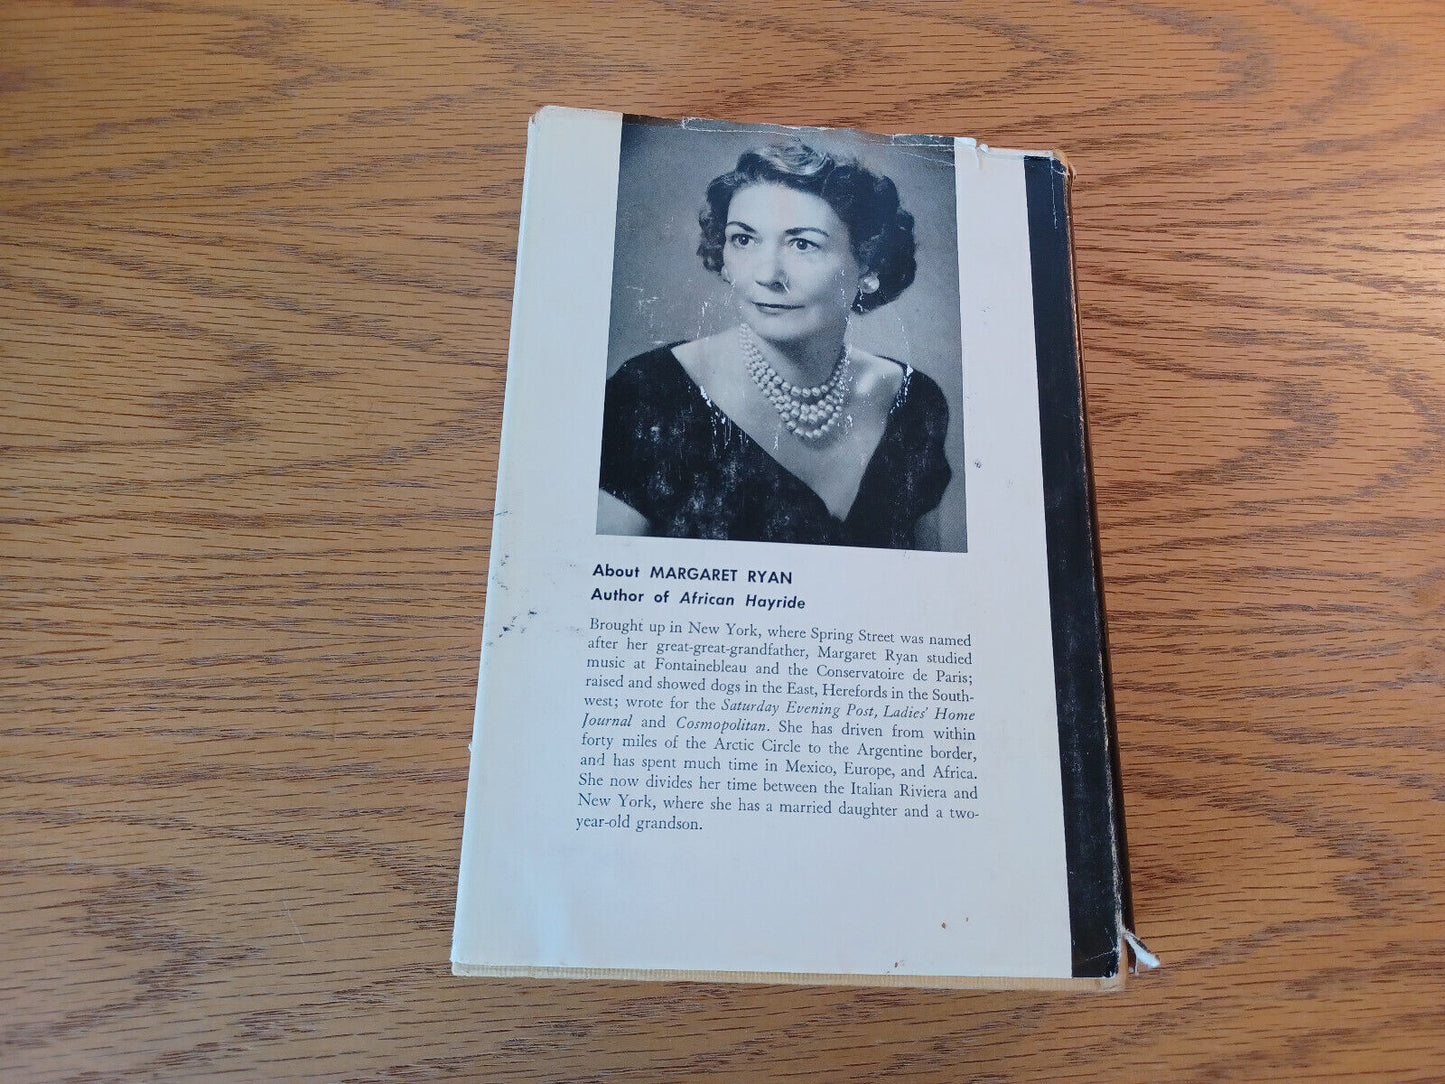 About MARGARET RYAN
Author of African Hayride
Brought up in New York, where Spring Street was named
after her great-great-grandfather, Margaret Ryan studied
music at Fontainebleau and the Conservatoire de Paris;
raised and showed dogs in the East, Herefords in the South-
west; wrote for the Saturday Evening Post, Ladies' Home
Journal and Cosmopolitan. She has driven from within
forty miles of the Arctic Circle to the Argentine border,
and has spent much time in Mexico, Europe, and Africa.
She now divides her time between the Italian Riviera and
New York, where she has a married daughter and a two-
year-old grandson.